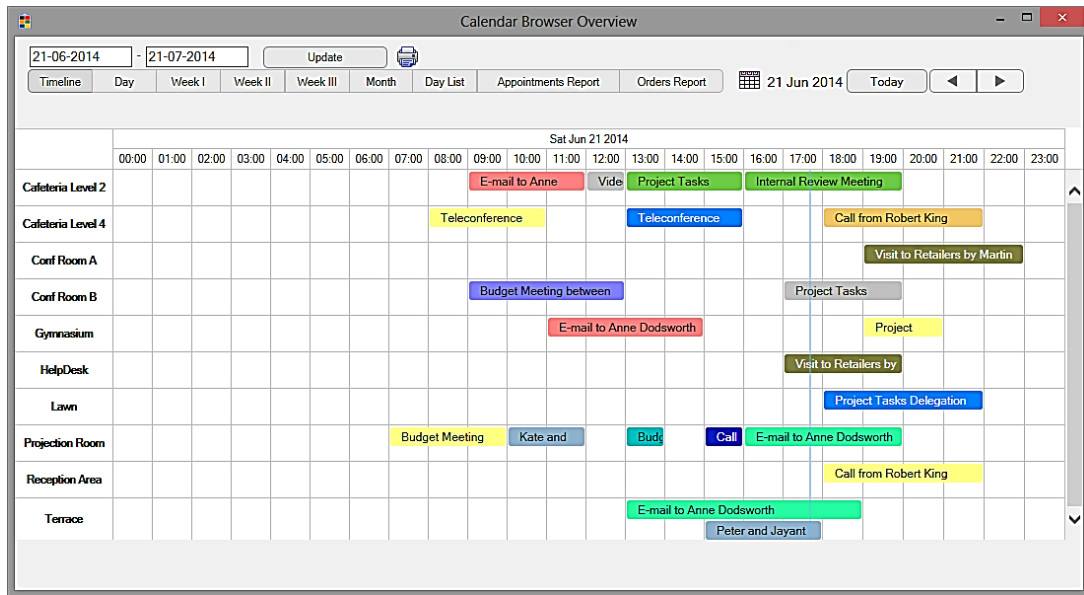 Calendar Browser Overview
21-06-2014 - 21-07-2014 Update
Timeline Day Week I Week II Week III Month Day List Appointments Report Orders Report 21 Jun 2014 Today
Sat Jun 21 2014
00:00 01:00 02:00 03:00 04:00 05:00 06:00 07:00 08:00 09:00 10:00 11:00 12:00 13:00 14:00 15:00 16:00 17:00 18:00 19:00 20:00 21:00 22:00 23:00
Cafeteria Level 2 E-mail to Anne Vide Project Tasks Internal Review Meeting
Cafeteria Level 4 Teleconference Teleconference Call from Robert King
Conf Room A Visit to Retailers by Martin
Conf Room B Budget Meeting between Project Tasks
Gymnasium E-mail to Anne Dodsworth Project
HelpDesk Visit to Retailers by
Lawn Project Tasks Delegation
Projection Room Budget Meeting Kate and Budg Call E-mail to Anne Dodsworth
Reception Area Call from Robert King
Terrace E-mail to Anne Dodsworth
Peter and Jayant